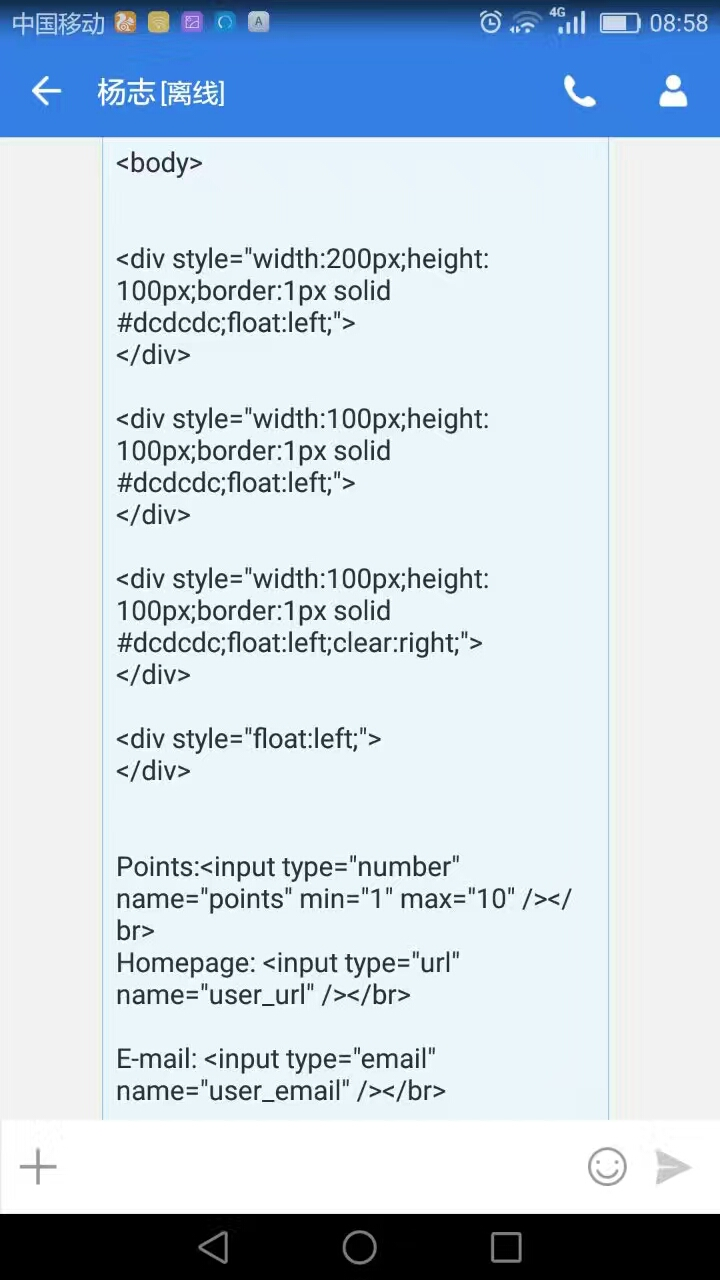 中国移动 A 4G 08:58
杨志[离线]
<body>
<div style="width:200px;height:
100px;border:1px solid
#dcdcdc;float:left;">
</div>
<div style="width:100px;height:
100px;border:1px solid
#dcdcdc;float:left;">
</div>
<div style="width:100px;height:
100px;border:1px solid
#dcdcdc;float:left;clear:right;">
</div>
<div style="float:left;">
</div>
Points:<input type="number"
name="points" min="1" max="10" /></
br>
Homepage: <input type="url"
name="user_url" /></br>
E-mail: <input type="email"
name="user_email" /></br>